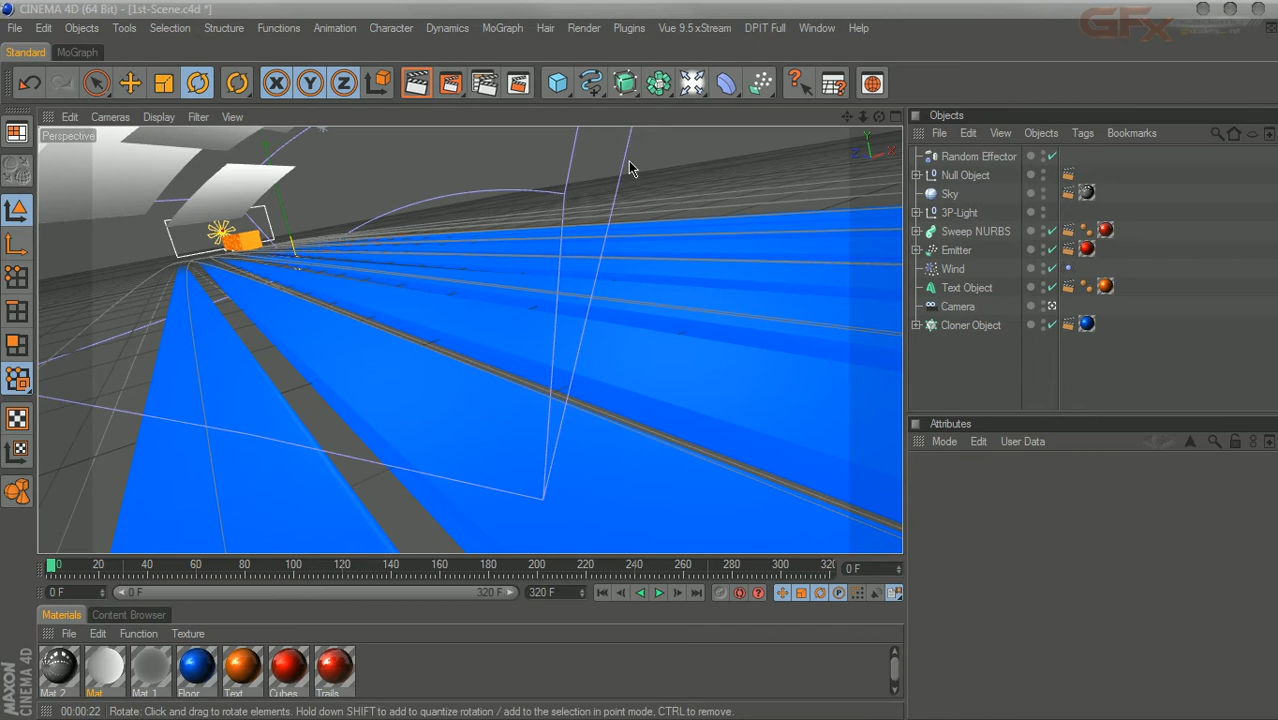 CINEMA 4D (64 Bit) - [1st-Scene.c4d *]
GFx
File Edit Objects Tools Selection Structure Functions Animation Character Dynamics MoGraph Hair Render Plugins Vue 9.5 xStream DPIT Full Window Help
Standard MoGraph
X Y Z
Edit Cameras Display Filter View
Perspective
Y
X
Z
Objects
File Edit View Objects Tags Bookmarks
Random Effector
Null Object
Sky
3P-Light
Sweep NURBS
Emitter
Wind
Text Object
Camera
Cloner Object
Attributes
Mode Edit User Data
0 20 40 60 80 100 120 140 160 180 200 220 240 260 280 300 320
0 F
0 F 0 F 320 F 320 F
Materials Content Browser
File Edit Function Texture
Mat 2 Mat Mat 1 Floor Text Cubes Trails
MAXON
CINEMA 4D
00:00:22 Rotate: Click and drag to rotate elements. Hold down SHIFT to add to quantize rotation / add to the selection in point mode, CTRL to remove.